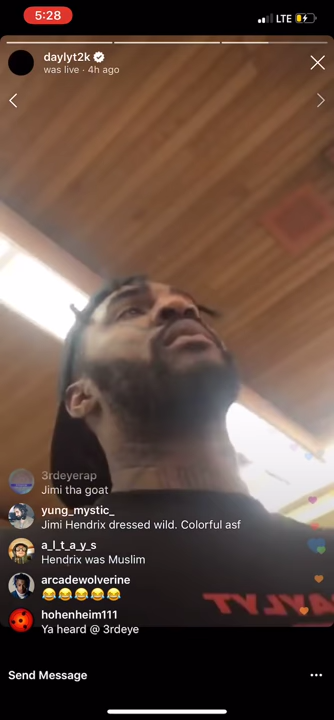 5:28
LTE
daylyt2k
was live · 4h ago
3rdeyerap
Jimi tha goat
yung_mystic_
Jimi Hendrix dressed wild. Colorful asf
a_l_t_a_y_s
Hendrix was Muslim
arcadewolverine
😂😂😂😂😂
hohenheim111
Ya heard @ 3rdeye
DAYLYT
Send Message